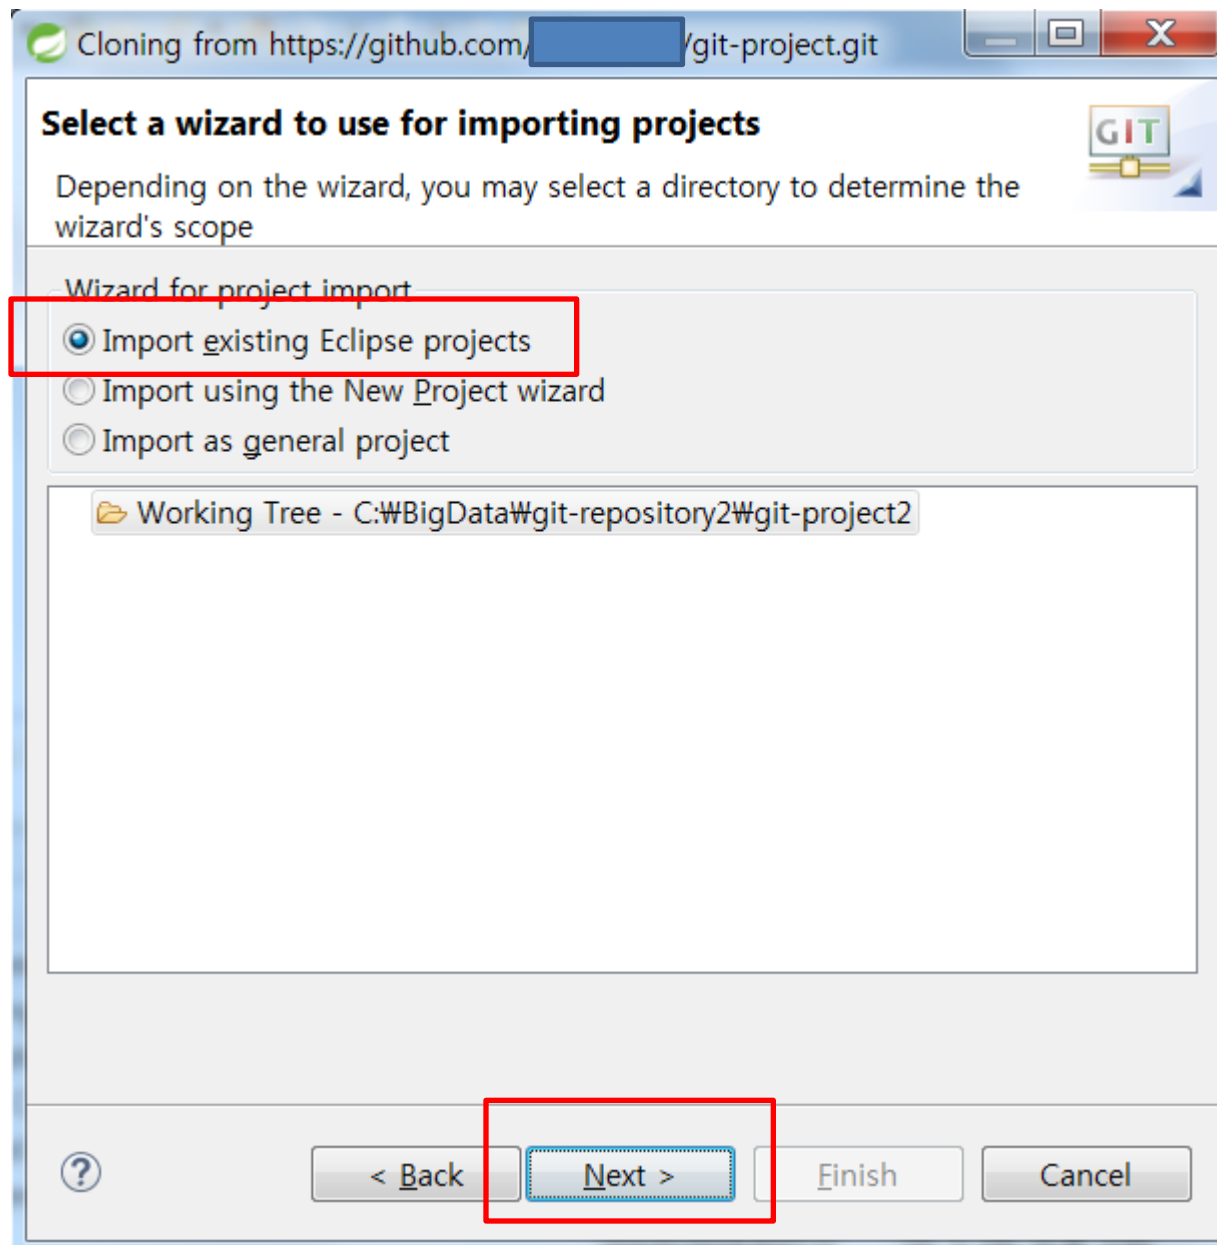 Cloning from https://github.com/ /git-project.git
X
Select a wizard to use for importing projects
GIT
Depending on the wizard, you may select a directory to determine the
wizard's scope
Wizard for project import
Import existing Eclipse projects
Import using the New Project wizard
Import as general project
Working Tree - C:₩BigData₩git-repository2₩git-project2
?
< Back
Next >
Finish
Cancel